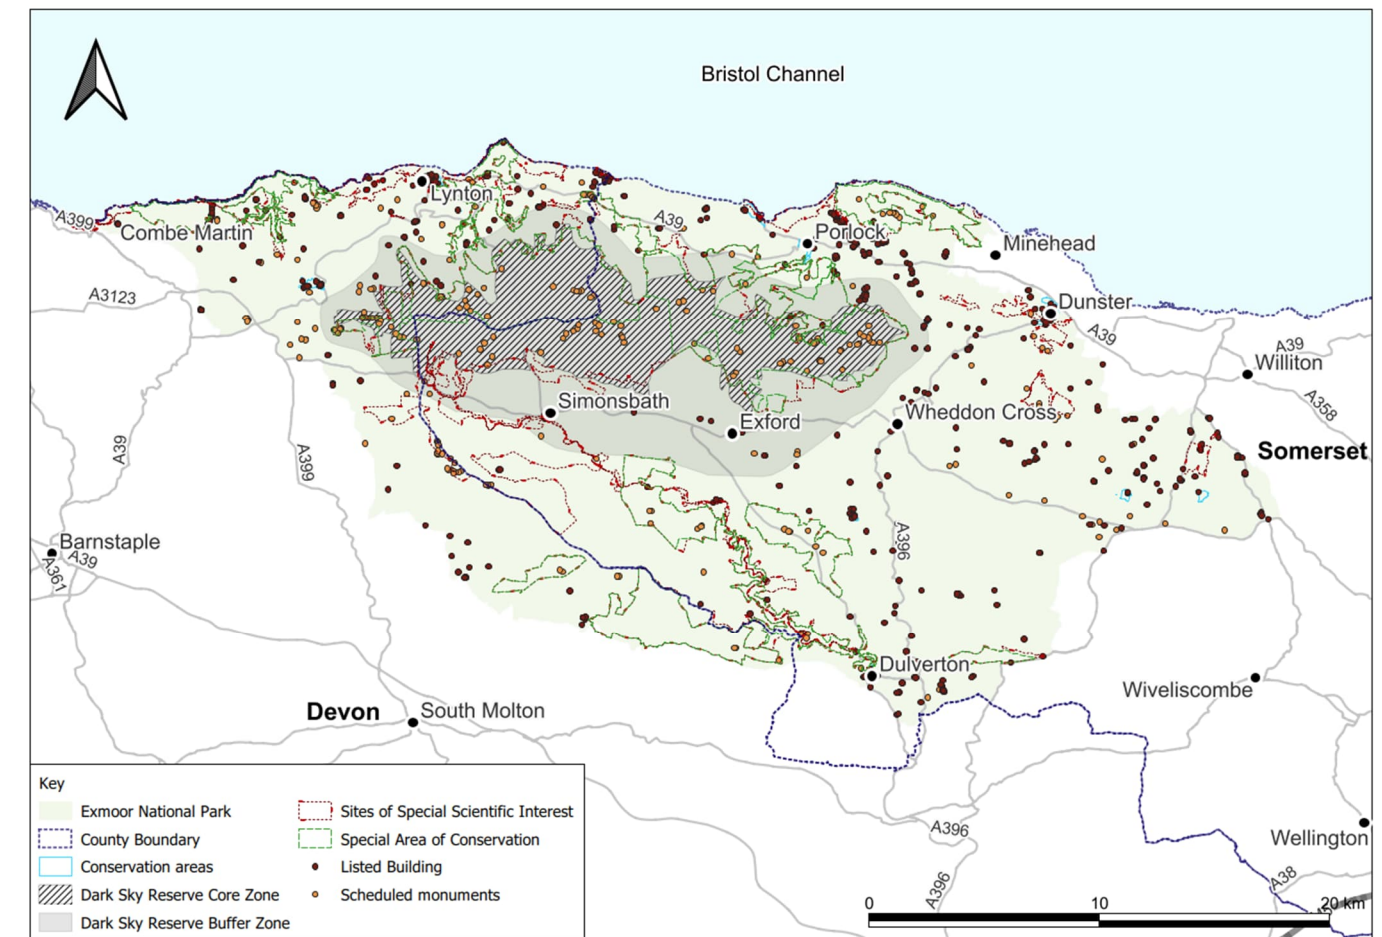 Bristol Channel
Lynton
A399
Combe Martin
A39
Porlock
Minehead
A3123
Dunster
A39
A39
Williton
Simonsbath
Exford
Wheddon Cross
A358
A39
A399
Somerset
Barnstaple
A39
A361
A396
Dulverton
Wiveliscombe
Devon
South Molton
Key
Exmoor National Park
County Boundary
Conservation areas
Dark Sky Reserve Core Zone
Dark Sky Reserve Buffer Zone
Sites of Special Scientific Interest
Special Area of Conservation
Listed Building
Scheduled monuments
A396
Wellington
A38
A396
0 10 20 km